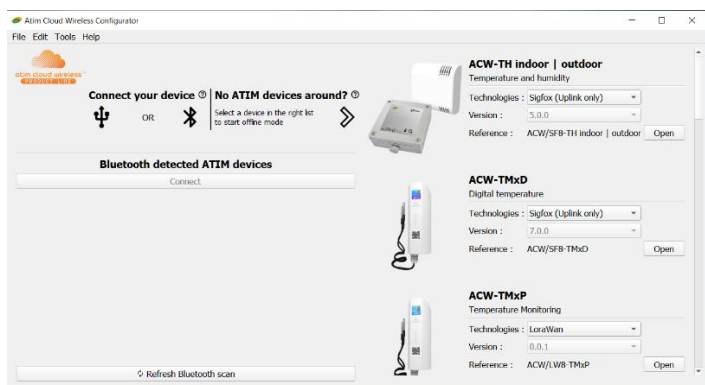 Atim Cloud Wireless Configurator
File Edit Tools Help
atim cloud wireless
PRODUCT LINE
Connect your device
OR
No ATIM devices around?
Select a device in the right list
to start offline mode
Bluetooth detected ATIM devices
Connect
Refresh Bluetooth scan
ACW-TH indoor | outdoor
Temperature and humidity
Technologies : Sigfox (Uplink only)
Version : 5.0.0
Reference : ACW/SF8-TH indoor | outdoor Open
ACW-TMxD
Digital temperature
Technologies : Sigfox (Uplink only)
Version : 7.0.0
Reference : ACW/SF8-TMxD Open
ACW-TMxP
Temperature Monitoring
Technologies : LoraWan
Version : 0.0.1
Reference : ACW/LW8-TMxP Open